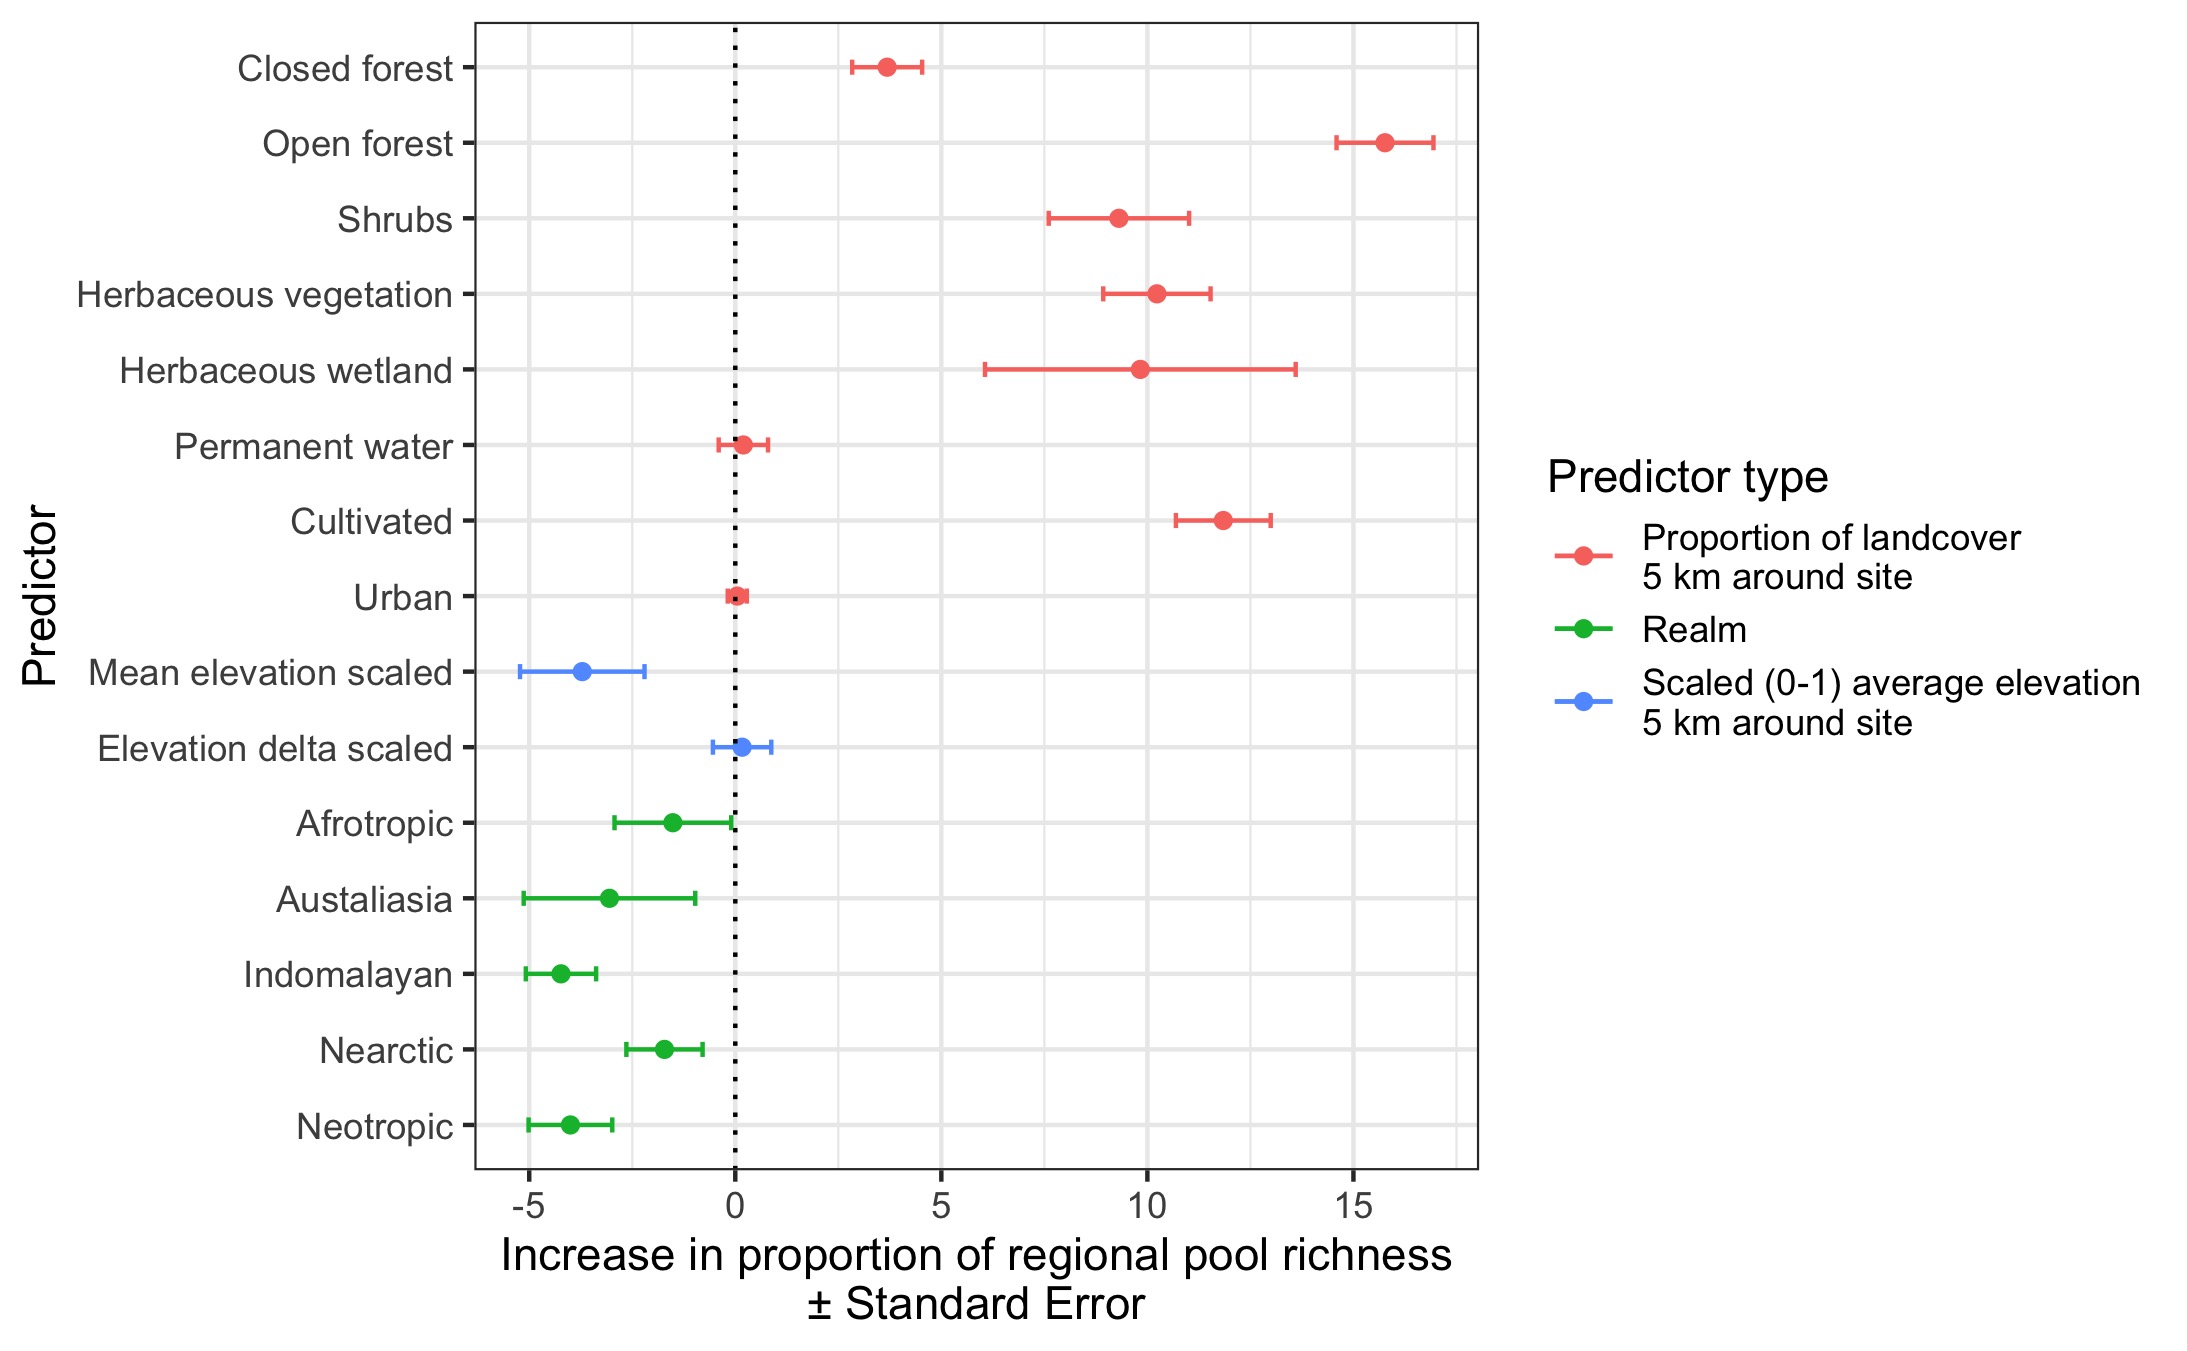 Closed forest
Open forest
Shrubs
Herbaceous vegetation
Herbaceous wetland
Permanent water
Cultivated
Urban
Mean elevation scaled
Elevation delta scaled
Afrotropic
Austaliasia
Indomalayan
Nearctic
Neotropic
Predictor
-5 0 5 10 15
Increase in proportion of regional pool richness
± Standard Error
Predictor type
Proportion of landcover
5 km around site
Realm
Scaled (0-1) average elevation
5 km around site